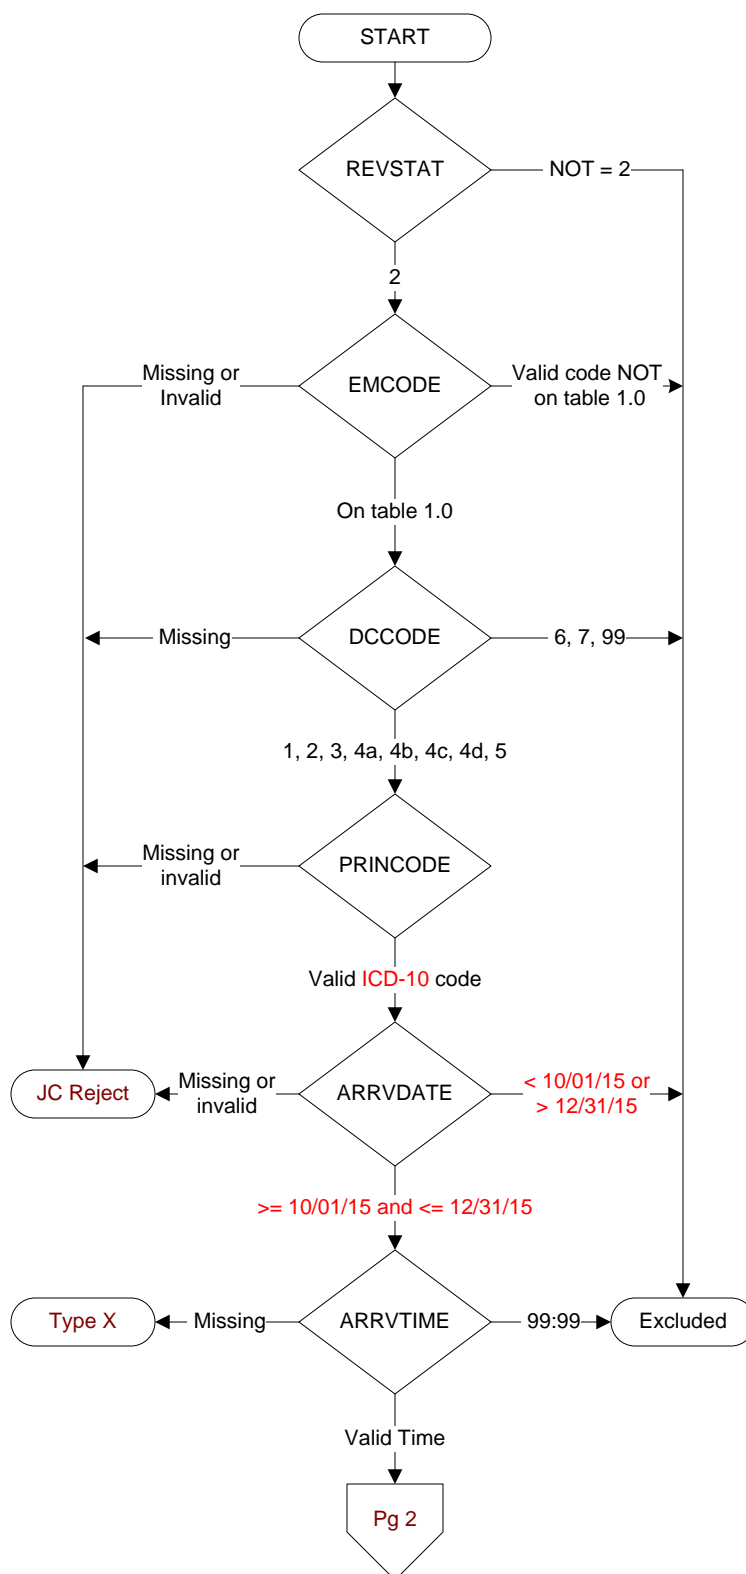 START
REVSTAT
NOT = 2
2
Missing or
Invalid
EMCODE
Valid code NOT
on table 1.0
On table 1.0
Missing
DCCODE
6, 7, 99
1, 2, 3, 4a, 4b, 4c, 4d, 5
Missing or
invalid
PRINCODE
Valid ICD-10 code
JC Reject
Missing or
invalid
ARRVDATE
< 10/01/15 or
> 12/31/15
>= 10/01/15 and <= 12/31/15
Type X
Missing
ARRVTIME
99:99
Excluded
Valid Time
Pg 2